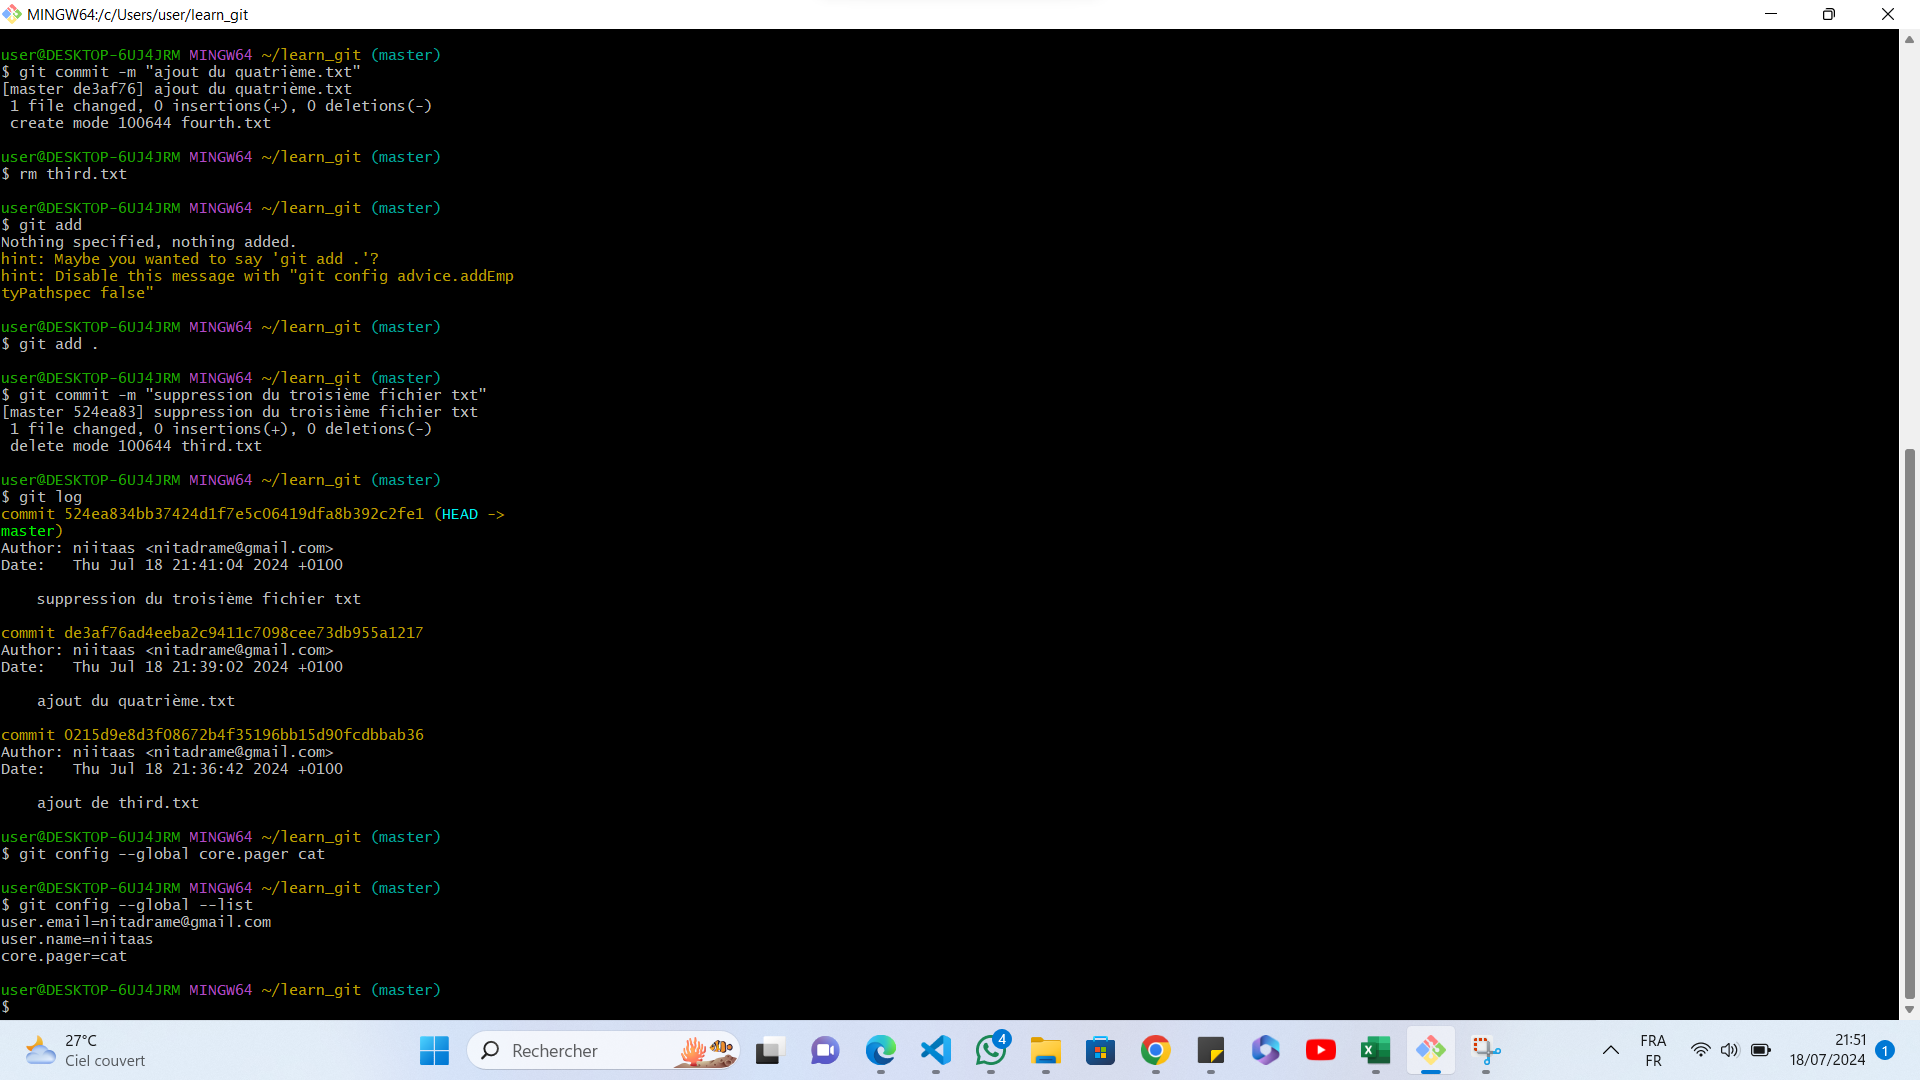 MINGW64:/c/Users/user/learn_git
user@DESKTOP-6UJ4JRM MINGW64 ~/learn_git (master)
$ git commit -m "ajout du quatrième.txt"
[master de3af76] ajout du quatrième.txt
 1 file changed, 0 insertions(+), 0 deletions(-)
 create mode 100644 fourth.txt
user@DESKTOP-6UJ4JRM MINGW64 ~/learn_git (master)
$ rm third.txt
user@DESKTOP-6UJ4JRM MINGW64 ~/learn_git (master)
$ git add
Nothing specified, nothing added.
hint: Maybe you wanted to say 'git add .'?
hint: Disable this message with "git config advice.addEmp
tyPathspec false"
user@DESKTOP-6UJ4JRM MINGW64 ~/learn_git (master)
$ git add .
user@DESKTOP-6UJ4JRM MINGW64 ~/learn_git (master)
$ git commit -m "suppression du troisième fichier txt"
[master 524ea83] suppression du troisième fichier txt
 1 file changed, 0 insertions(+), 0 deletions(-)
 delete mode 100644 third.txt
user@DESKTOP-6UJ4JRM MINGW64 ~/learn_git (master)
$ git log
commit 524ea834bb37424d1f7e5c06419dfa8b392c2fe1 (HEAD ->
master)
Author: niitaas <nitadrame@gmail.com>
Date:   Thu Jul 18 21:41:04 2024 +0100
    suppression du troisième fichier txt
commit de3af76ad4eeba2c9411c7098cee73db955a1217
Author: niitaas <nitadrame@gmail.com>
Date:   Thu Jul 18 21:39:02 2024 +0100
    ajout du quatrième.txt
commit 0215d9e8d3f08672b4f35196bb15d90fcdbbab36
Author: niitaas <nitadrame@gmail.com>
Date:   Thu Jul 18 21:36:42 2024 +0100
    ajout de third.txt
user@DESKTOP-6UJ4JRM MINGW64 ~/learn_git (master)
$ git config --global core.pager cat
user@DESKTOP-6UJ4JRM MINGW64 ~/learn_git (master)
$ git config --global --list
user.email=nitadrame@gmail.com
user.name=niitaas
core.pager=cat
user@DESKTOP-6UJ4JRM MINGW64 ~/learn_git (master)
$
27°C
Ciel couvert
Rechercher
4
FRA
FR
21:51
18/07/2024
1